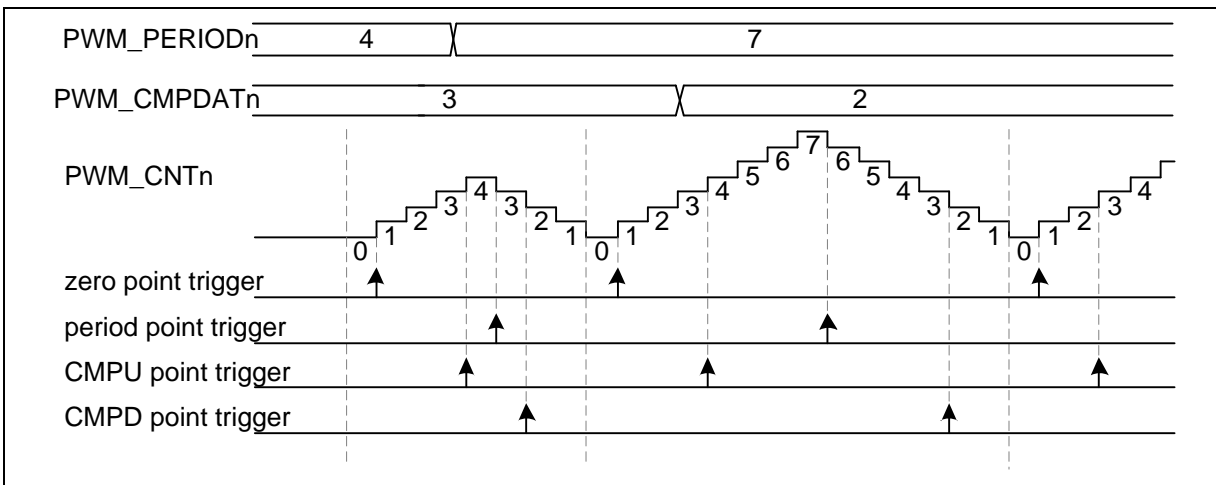 PWM_PERIODn 4 7
PWM_CMPDATn 3 2
PWM_CNTn
0 1 2 3 4 3 2 1 0 1 2 3 4 5 6 7 6 5 4 3 2 1 0 1 2 3 4
zero point trigger
period point trigger
CMPU point trigger
CMPD point trigger